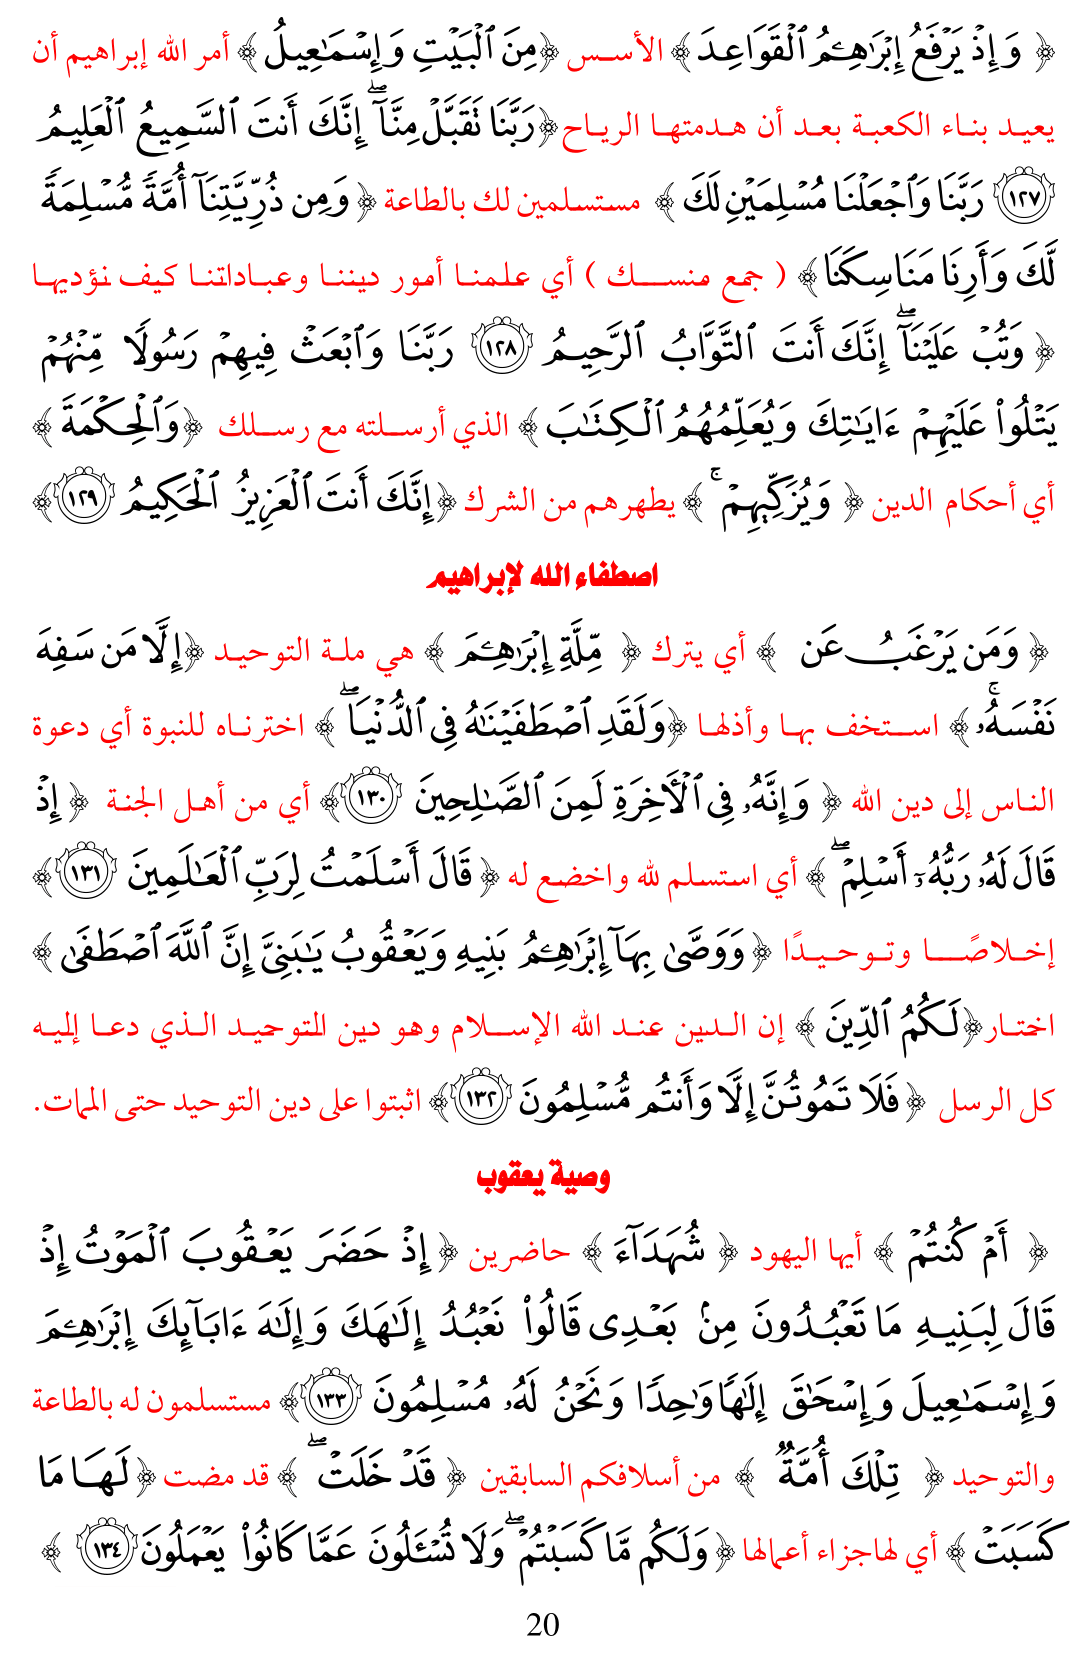 ﴿ وَإِذْ يَرْفَعُ إِبْرَٰهِـۧمُ ٱلْقَوَاعِدَ ﴾ الأسس ﴿ مِنَ ٱلْبَيْتِ وَإِسْمَـٰعِيلُ ﴾ أمر الله إبراهيم أن
يعيد بناء الكعبة بعد أن هدمتها الرياح ﴿ رَبَّنَا تَقَبَّلْ مِنَّآ ۖ إِنَّكَ أَنتَ ٱلسَّمِيعُ ٱلْعَلِيمُ
١٢٧ رَبَّنَا وَٱجْعَلْنَا مُسْلِمَيْنِ لَكَ ﴾ مستسلمين لك بالطاعة ﴿ وَمِن ذُرِّيَّتِنَآ أُمَّةً مُّسْلِمَةً
لَّكَ وَأَرِنَا مَنَاسِكَنَا ﴾ ( جمع منسك ) أي علمنا أمور ديننا وعباداتنا كيف نؤديها
﴿ وَتُبْ عَلَيْنَآ ۖ إِنَّكَ أَنتَ ٱلتَّوَّابُ ٱلرَّحِيمُ ١٢٨ رَبَّنَا وَٱبْعَثْ فِيهِمْ رَسُولًا مِّنْهُمْ
يَتْلُوا۟ عَلَيْهِمْ ءَايَـٰتِكَ وَيُعَلِّمُهُمُ ٱلْكِتَـٰبَ ﴾ الذي أرسلته مع رسلك ﴿ وَٱلْحِكْمَةَ ﴾
أي أحكام الدين ﴿ وَيُزَكِّيهِمْ ۚ ﴾ يطهرهم من الشرك ﴿ إِنَّكَ أَنتَ ٱلْعَزِيزُ ٱلْحَكِيمُ ١٢٩ ﴾
اصطفاء الله لإبراهيم
﴿ وَمَن يَرْغَبُ عَن ﴾ أي يترك ﴿ مِّلَّةِ إِبْرَٰهِـۧمَ ﴾ هي ملة التوحيد ﴿ إِلَّا مَن سَفِهَ
نَفْسَهُۥ ۚ ﴾ استخف بها وأذلها ﴿ وَلَقَدِ ٱصْطَفَيْنَـٰهُ فِى ٱلدُّنْيَا ۖ ﴾ اخترناه للنبوة أي دعوة
الناس إلى دين الله ﴿ وَإِنَّهُۥ فِى ٱلْـَٔاخِرَةِ لَمِنَ ٱلصَّـٰلِحِينَ ١٣٠ ﴾ أي من أهل الجنة ﴿ إِذْ
قَالَ لَهُۥ رَبُّهُۥٓ أَسْلِمْ ۖ ﴾ أي استسلم لله واخضع له ﴿ قَالَ أَسْلَمْتُ لِرَبِّ ٱلْعَـٰلَمِينَ ١٣١ ﴾
إخلاصًا وتوحيدًا ﴿ وَوَصَّىٰ بِهَآ إِبْرَٰهِـۧمُ بَنِيهِ وَيَعْقُوبُ يَـٰبَنِىَّ إِنَّ ٱللَّهَ ٱصْطَفَىٰ ﴾
اختار ﴿ لَكُمُ ٱلدِّينَ ﴾ إن الدين عند الله الإسلام وهو دين التوحيد الذي دعا إليه
كل الرسل ﴿ فَلَا تَمُوتُنَّ إِلَّا وَأَنتُم مُّسْلِمُونَ ١٣٢ ﴾ اثبتوا على دين التوحيد حتى الممات.
وصية يعقوب
﴿ أَمْ كُنتُمْ ﴾ أيها اليهود ﴿ شُهَدَآءَ ﴾ حاضرين ﴿ إِذْ حَضَرَ يَعْقُوبَ ٱلْمَوْتُ إِذْ
قَالَ لِبَنِيهِ مَا تَعْبُدُونَ مِنۢ بَعْدِى قَالُوا۟ نَعْبُدُ إِلَـٰهَكَ وَإِلَـٰهَ ءَابَآئِكَ إِبْرَٰهِـۧمَ
وَإِسْمَـٰعِيلَ وَإِسْحَـٰقَ إِلَـٰهًا وَٰحِدًا وَنَحْنُ لَهُۥ مُسْلِمُونَ ١٣٣ ﴾ مستسلمون له بالطاعة
والتوحيد ﴿ تِلْكَ أُمَّةٌ ﴾ من أسلافكم السابقين ﴿ قَدْ خَلَتْ ۖ ﴾ قد مضت ﴿ لَهَا مَا
كَسَبَتْ ﴾ أي لها جزاء أعمالها ﴿ وَلَكُم مَّا كَسَبْتُمْ ۖ وَلَا تُسْـَٔلُونَ عَمَّا كَانُوا۟ يَعْمَلُونَ ١٣٤ ﴾
20